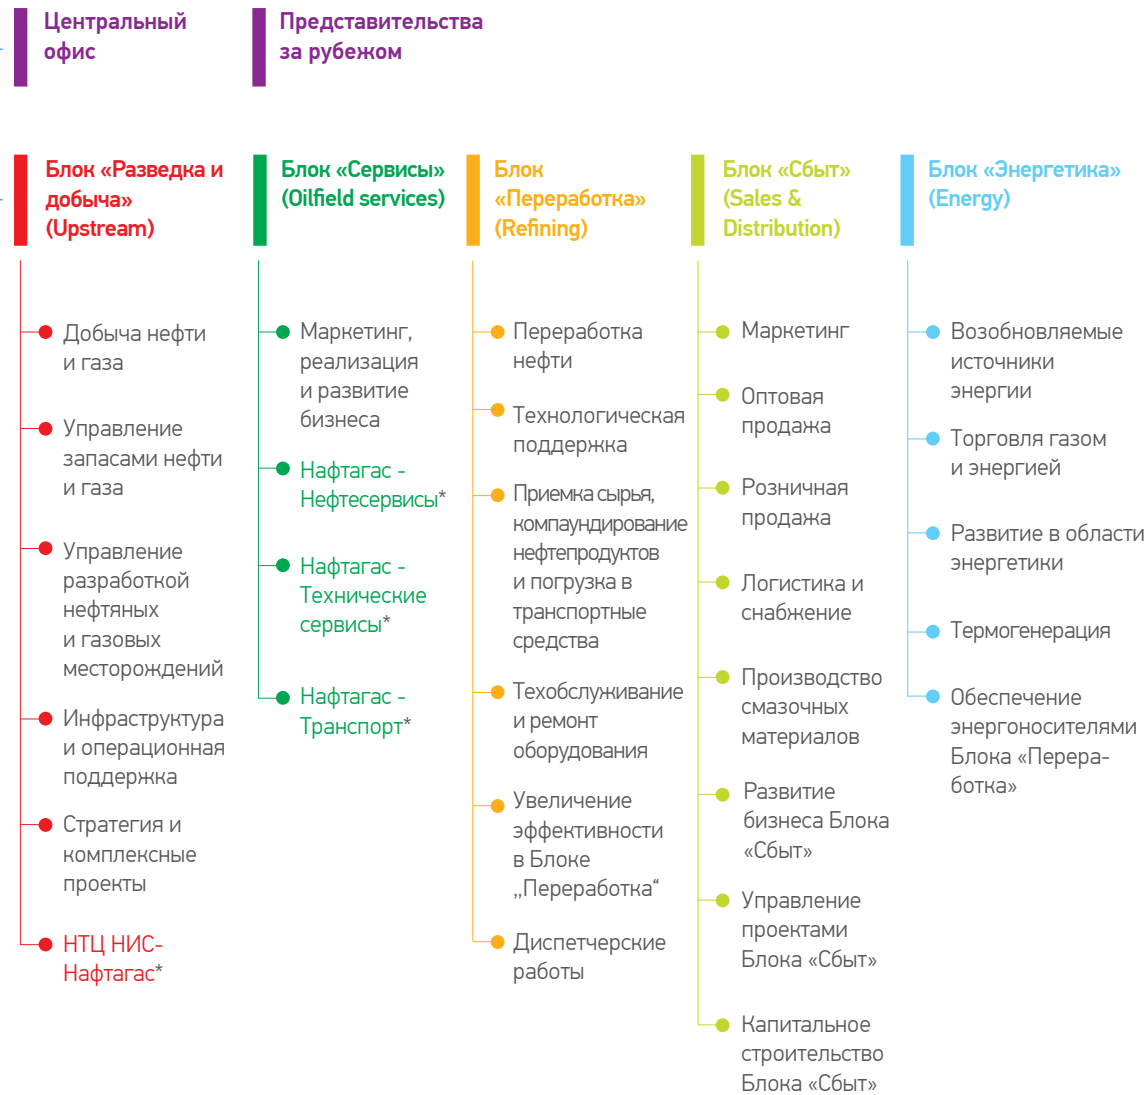 Центральный
офис
Представительства
за рубежом
Блок «Разведка и
добыча»
(Upstream)
Добыча нефти
и газа
Управление
запасами нефти
и газа
Управление
разработкой
нефтяных
и газовых
месторождений
Инфраструктура
и операционная
поддержка
Стратегия и
комплексные
проекты
НТЦ НИС-
Нафтагас*
Блок «Сервисы»
(Oilfield services)
Маркетинг,
реализация
и развитие
бизнеса
Нафтагас -
Нефтесервисы*
Нафтагас -
Технические
сервисы*
Нафтагас -
Транспорт*
Блок
«Переработка»
(Refining)
Переработка
нефти
Технологическая
поддержка
Приемка сырья,
компаундирование
нефтепродуктов
и погрузка в
транспортные
средства
Техобслуживание
и ремонт
оборудования
Увеличение
эффективности
в Блоке
„Переработка“
Диспетчерские
работы
Блок «Сбыт»
(Sales &
Distribution)
Маркетинг
Оптовая
продажа
Розничная
продажа
Логистика и
снабжение
Производство
смазочных
материалов
Развитие
бизнеса Блока
«Сбыт»
Управление
проектами
Блока «Сбыт»
Капитальное
строительство
Блока «Сбыт»
Блок «Энергетика»
(Energy)
Возобновляемые
источники
энергии
Торговля газом
и энергией
Развитие в области
энергетики
Термогенерация
Обеспечение
энергоносителями
Блока «Перера-
ботка»